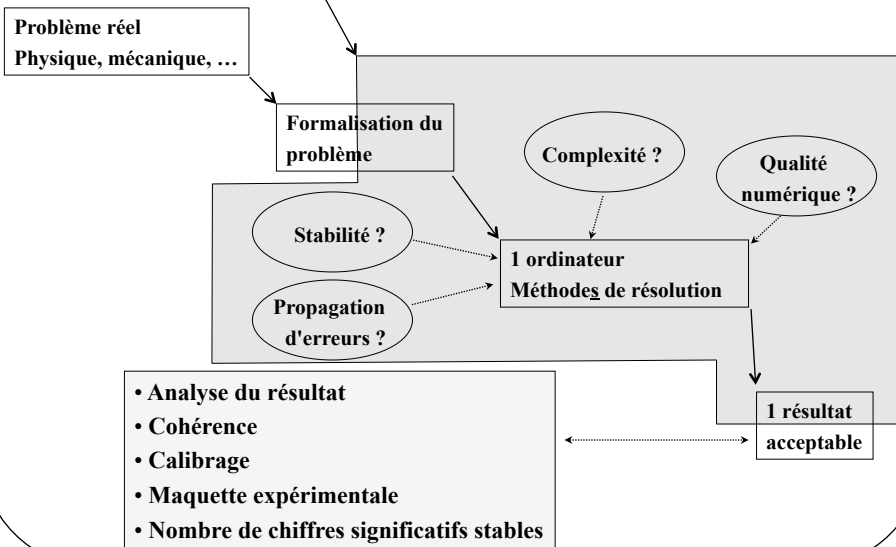 Problème réel
Physique, mécanique, …
Formalisation du
problème
Complexité ?
Qualité
numérique ?
Stabilité ?
1 ordinateur
Méthodes de résolution
Propagation
d'erreurs ?
• Analyse du résultat
• Cohérence
• Calibrage
• Maquette expérimentale
• Nombre de chiffres significatifs stables
1 résultat
acceptable